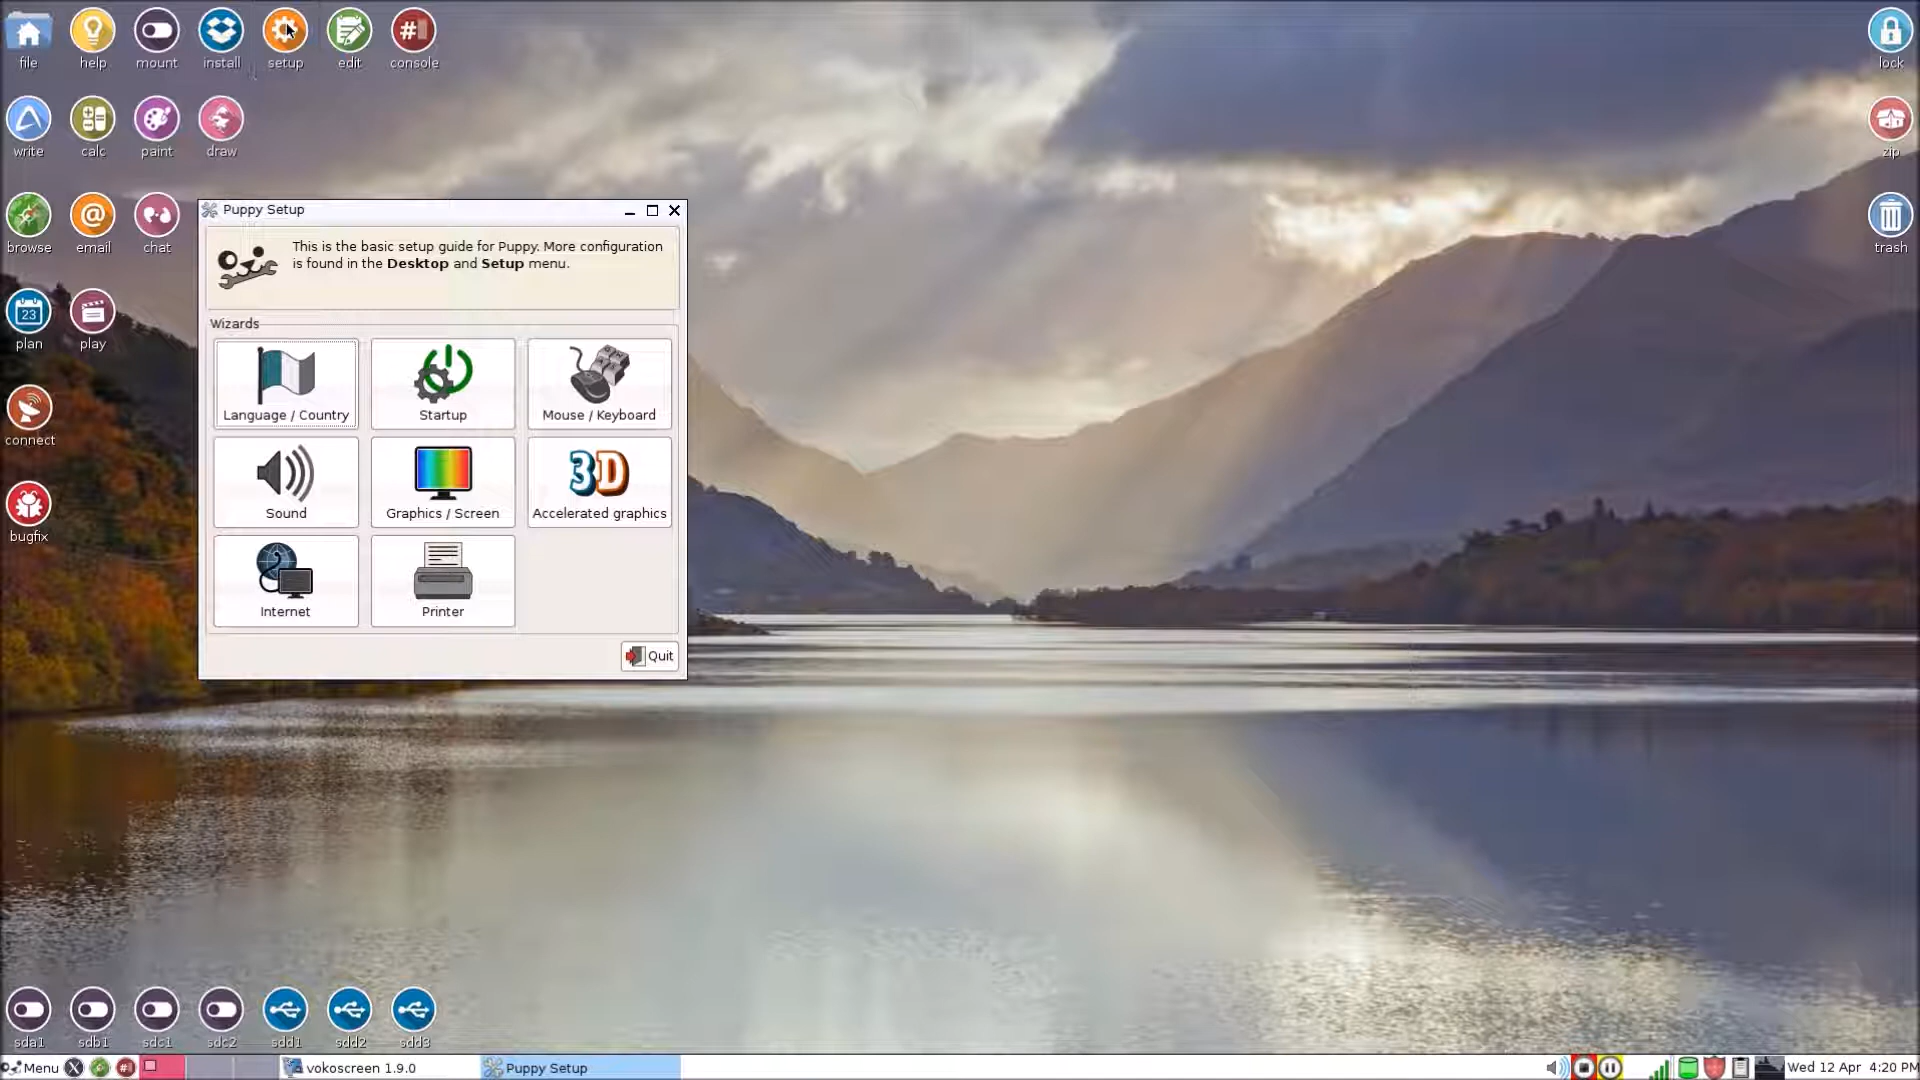 file
help
mount
install
setup
edit
console
lock
write
calc
paint
draw
zip
browse
email
chat
trash
23
plan
play
connect
bugfix
Puppy Setup
This is the basic setup guide for Puppy. More configuration
is found in the Desktop and Setup menu.
Wizards
Language / Country
Startup
Mouse / Keyboard
Sound
Graphics / Screen
3D
Accelerated graphics
Internet
Printer
Quit
sda1
sdb1
sdc1
sdc2
sdd1
sdd2
sdd3
Menu
vokoscreen 1.9.0
Puppy Setup
Wed 12 Apr 4:20 PM